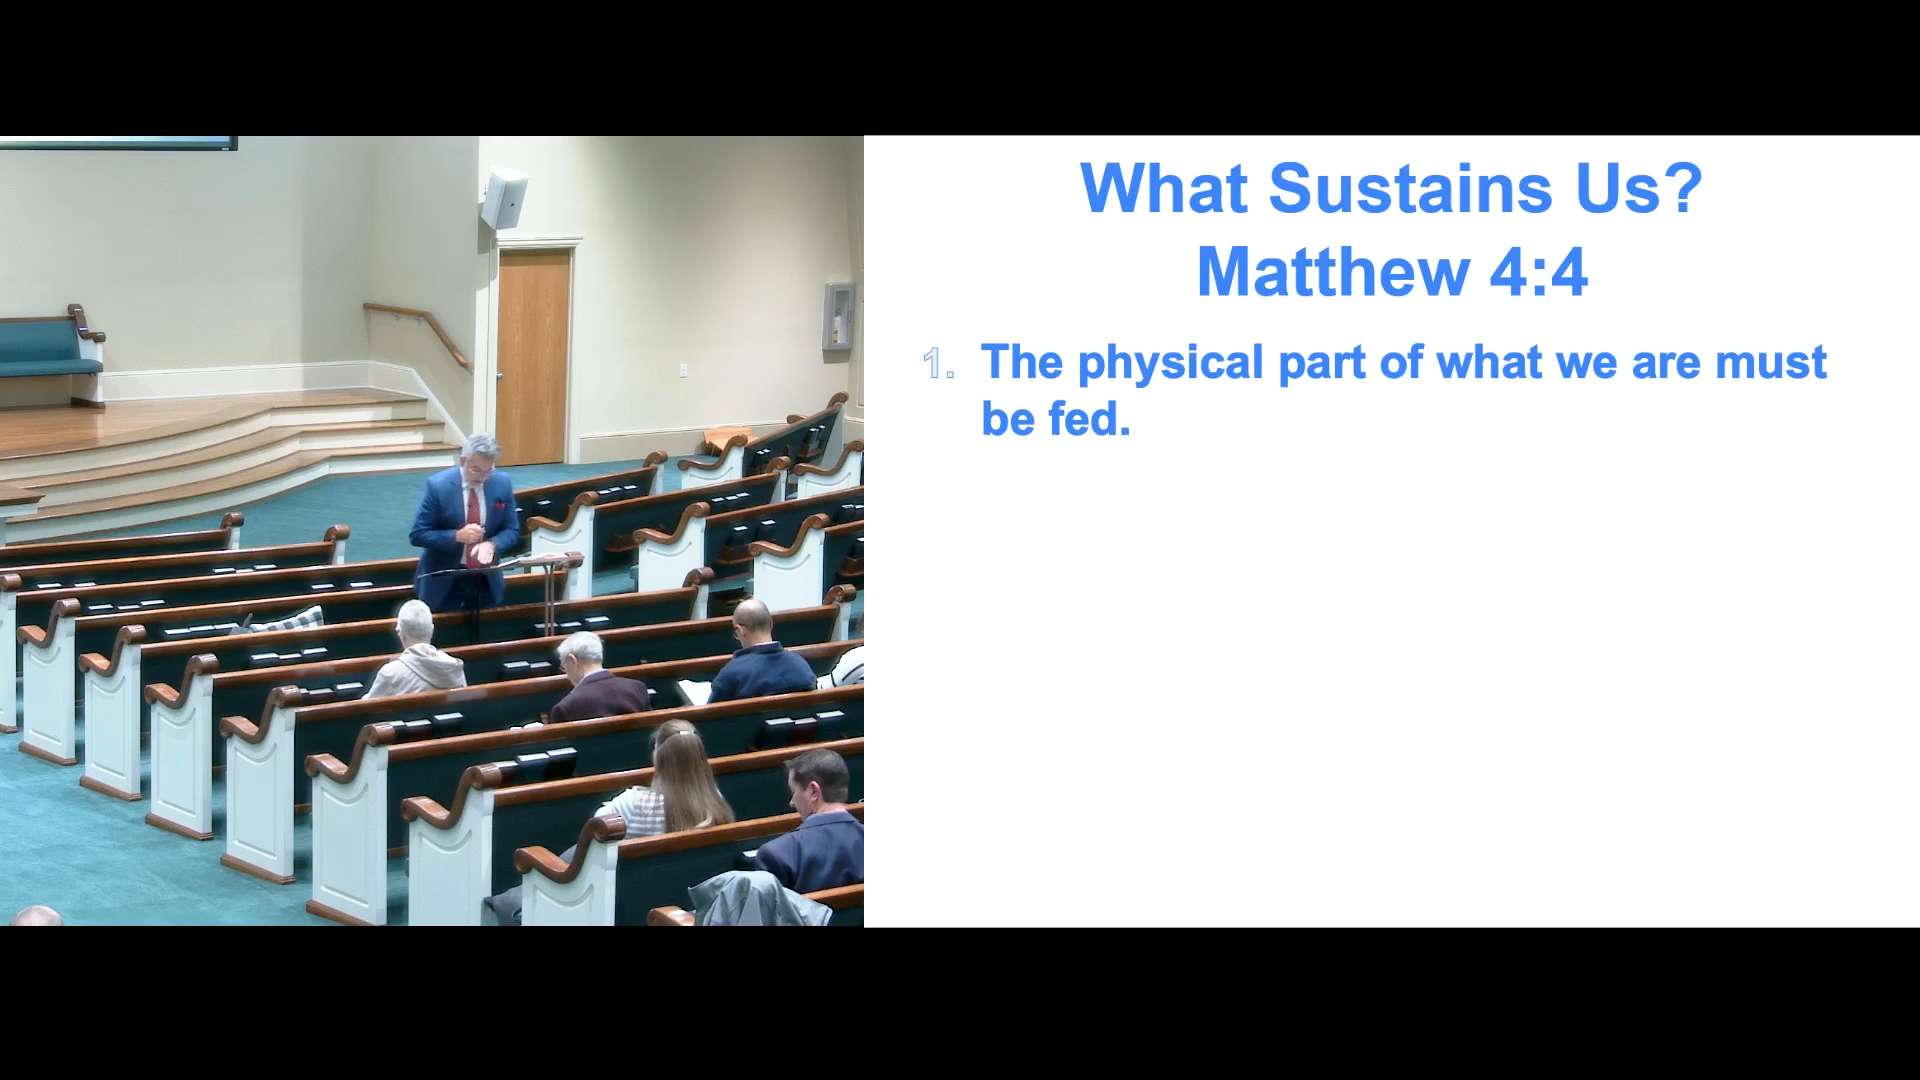 What Sustains Us?
Matthew 4:4
1. The physical part of what we are must
be fed.